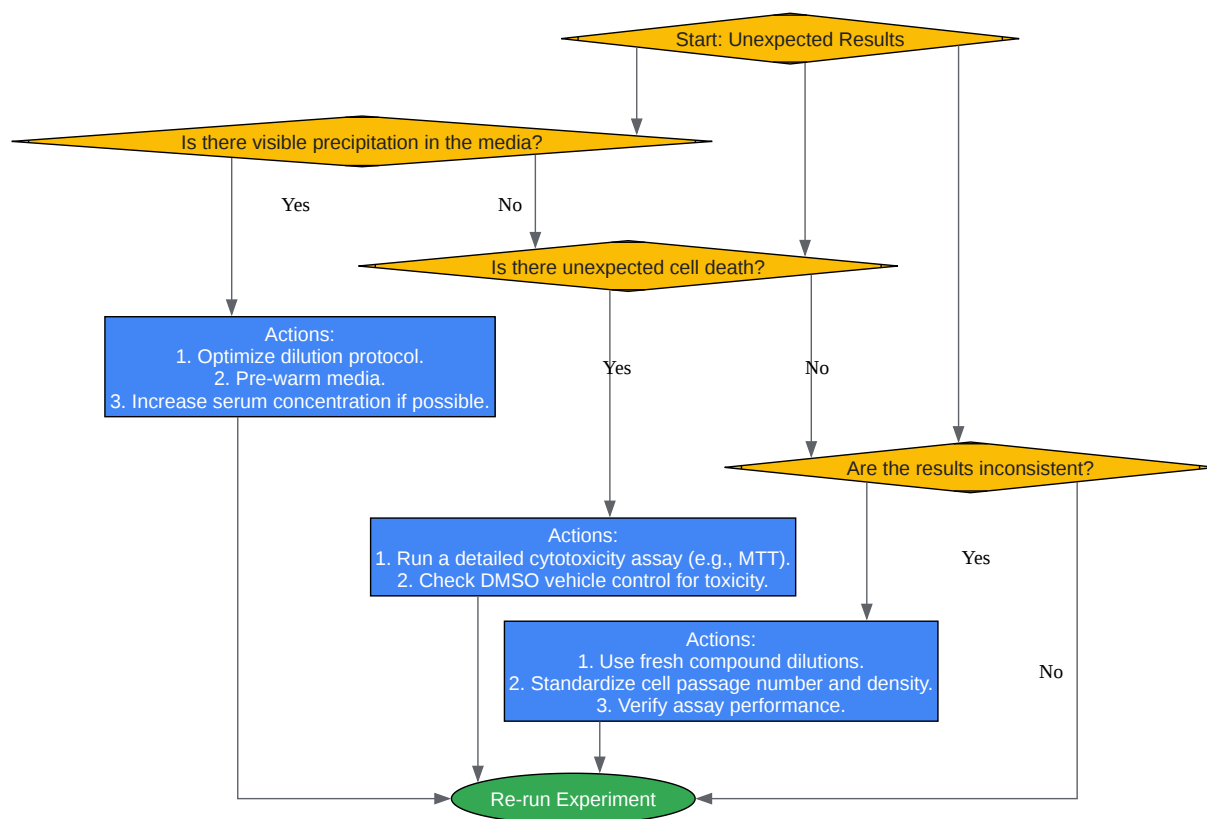 Start: Unexpected Results
Is there visible precipitation in the media?
Yes
No
Is there unexpected cell death?
Actions:
1. Optimize dilution protocol.
2. Pre-warm media.
3. Increase serum concentration if possible.
Yes
No
Are the results inconsistent?
Actions:
1. Run a detailed cytotoxicity assay (e.g., MTT).
2. Check DMSO vehicle control for toxicity.
Yes
Actions:
1. Use fresh compound dilutions.
2. Standardize cell passage number and density.
3. Verify assay performance.
No
Re-run Experiment